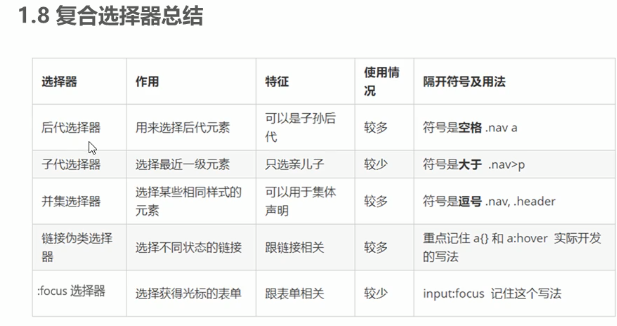 1.8 复合选择器总结
选择器 作用 特征 使用情况 隔开符号及用法
后代选择器 用来选择后代元素 可以是子孙后代 较多 符号是空格 .nav a
子代选择器 选择最近一级元素 只选亲儿子 较少 符号是大于 .nav>p
并集选择器 选择某些相同样式的元素 可以用于集体声明 较多 符号是逗号 .nav, .header
链接伪类选择器 选择不同状态的链接 跟链接相关 较多 重点记住 a{} 和 a:hover 实际开发的写法
:focus 选择器 选择获得光标的表单 跟表单相关 较少 input:focus 记住这个写法